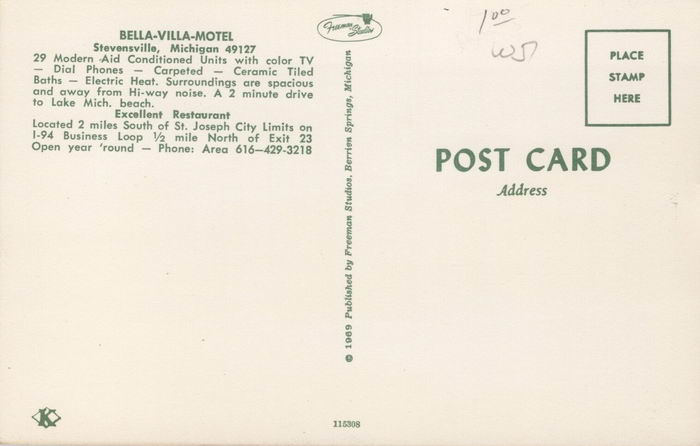 BELLA-VILLA-MOTEL
Stevensville, Michigan 49127
29 Modern Aid Conditioned Units with color TV
— Dial Phones — Carpeted — Ceramic Tiled
Baths — Electric Heat. Surroundings are spacious
and away from Hi-way noise. A 2 minute drive
to Lake Mich. beach.
Excellent Restaurant
Located 2 miles South of St. Joseph City Limits on
I-94 Business Loop ½ mile North of Exit 23
Open year 'round — Phone: Area 616—429-3218
Freeman Studios
© 1969 Published by Freeman Studios, Berrien Springs, Michigan
1.00
PLACE
STAMP
HERE
POST CARD
Address
K
115308